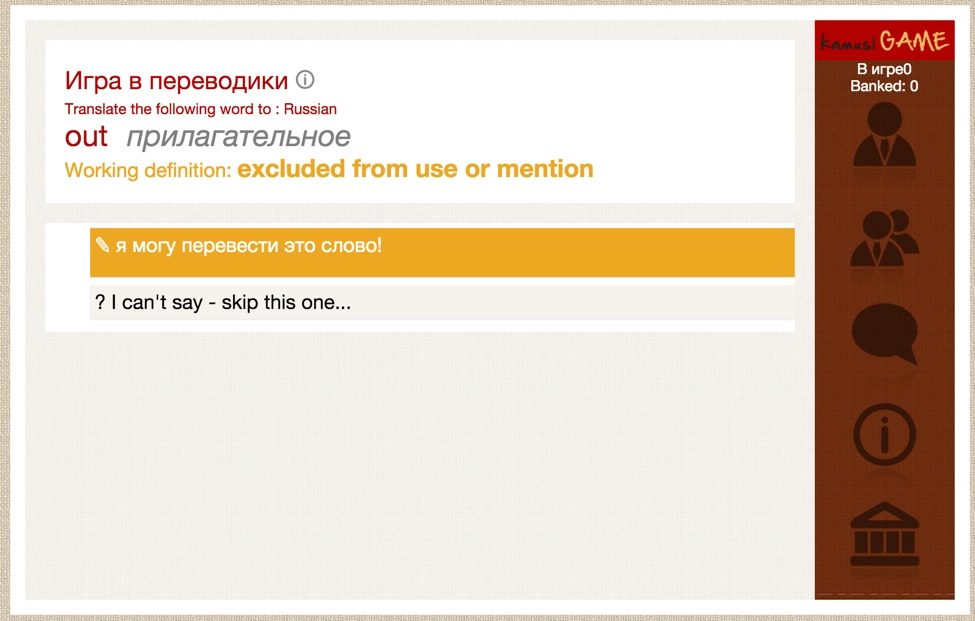 kamusi GAME
В игре0
Banked: 0
Игра в переводики i
Translate the following word to : Russian
out прилагательное
Working definition: excluded from use or mention
✎ я могу перевести это слово!
? I can't say - skip this one...